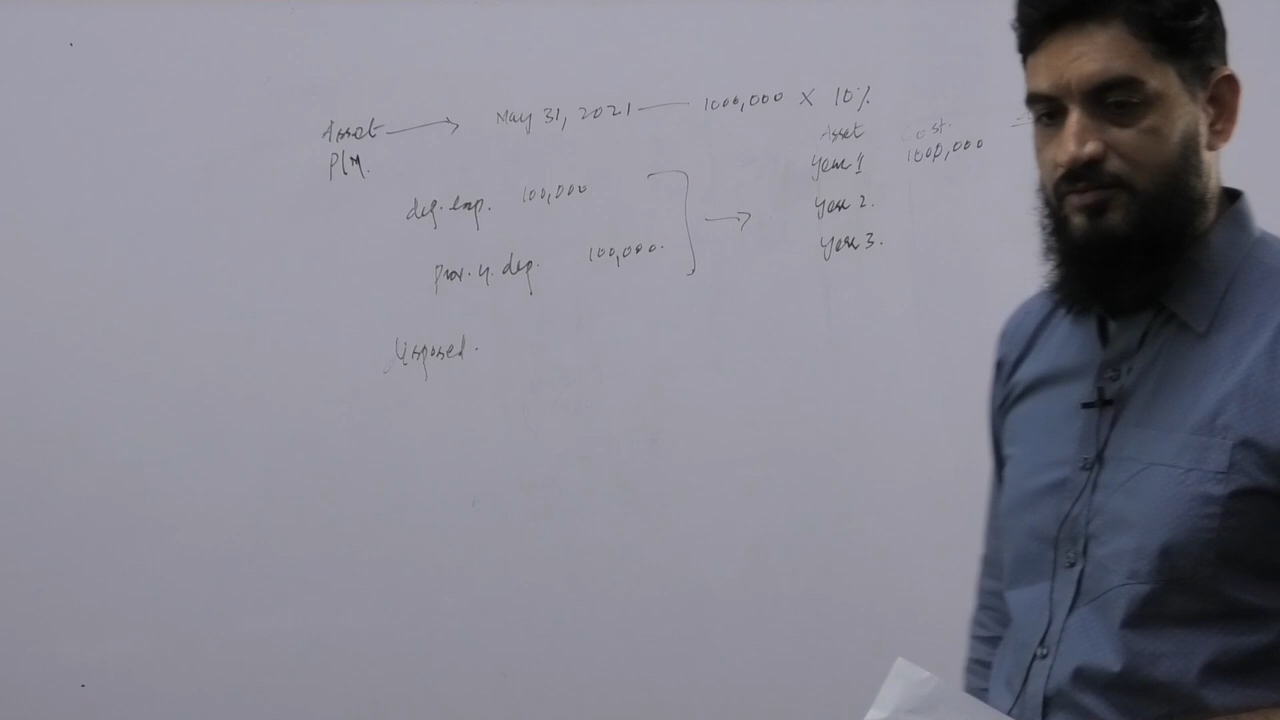 Asset → May 31, 2021 — 1000,000 X 10%
P/M.
dep. exp. 100,000
prov. of. dep. 100,000.
disposed.
Asset Cost.
year 1 1000,000
year 2.
year 3.